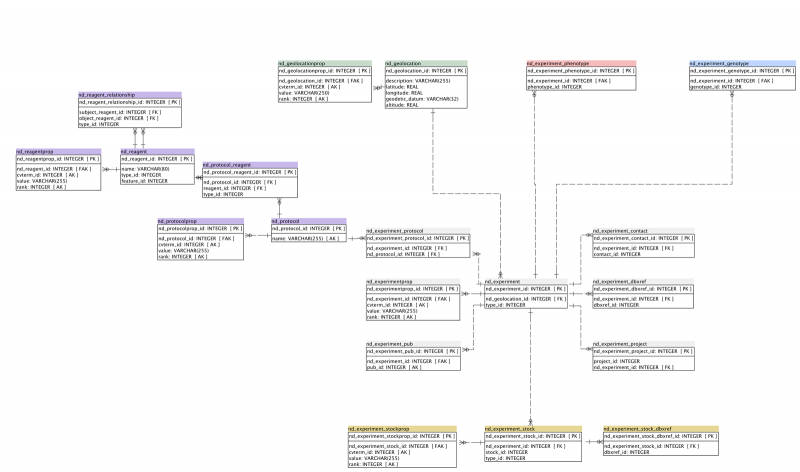 nd_geolocationprop
nd_geolocationprop_id: INTEGER [ PK ]
nd_geolocation_id: INTEGER [ FAK ]
cvterm_id: INTEGER [ AK ]
value: VARCHAR(250)
rank: INTEGER [ AK ]
nd_geolocation
nd_geolocation_id: INTEGER [ PK ]
description: VARCHAR(255)
latitude: REAL
longitude: REAL
geodetic_datum: VARCHAR(32)
altitude: REAL
nd_experiment_phenotype
nd_experiment_phenotype_id: INTEGER [ PK ]
nd_experiment_id: INTEGER [ FAK ]
phenotype_id: INTEGER
nd_experiment_genotype
nd_experiment_genotype_id: INTEGER [ PK ]
nd_experiment_id: INTEGER [ FAK ]
genotype_id: INTEGER
nd_reagent_relationship
nd_reagent_relationship_id: INTEGER [ PK ]
subject_reagent_id: INTEGER [ FK ]
object_reagent_id: INTEGER [ FK ]
type_id: INTEGER
nd_reagentprop
nd_reagentprop_id: INTEGER [ PK ]
nd_reagent_id: INTEGER [ FAK ]
cvterm_id: INTEGER [ AK ]
value: VARCHAR(255)
rank: INTEGER [ AK ]
nd_reagent
nd_reagent_id: INTEGER [ PK ]
name: VARCHAR(80)
type_id: INTEGER
feature_id: INTEGER
nd_protocol_reagent
nd_protocol_reagent_id: INTEGER [ PK ]
nd_protocol_id: INTEGER [ FK ]
reagent_id: INTEGER [ FK ]
type_id: INTEGER
nd_protocolprop
nd_protocolprop_id: INTEGER [ PK ]
nd_protocol_id: INTEGER [ FAK ]
cvterm_id: INTEGER [ AK ]
value: VARCHAR(255)
rank: INTEGER [ AK ]
nd_protocol
nd_protocol_id: INTEGER [ PK ]
name: VARCHAR(255) [ AK ]
nd_experiment_protocol
nd_experiment_protocol_id: INTEGER [ PK ]
nd_experiment_id: INTEGER [ FK ]
nd_protocol_id: INTEGER [ FK ]
nd_experiment_contact
nd_experiment_contact_id: INTEGER [ PK ]
nd_experiment_id: INTEGER [ FK ]
contact_id: INTEGER
nd_experimentprop
nd_experimentprop_id: INTEGER [ PK ]
nd_experiment_id: INTEGER [ FAK ]
cvterm_id: INTEGER [ AK ]
value: VARCHAR(255)
rank: INTEGER [ AK ]
nd_experiment
nd_experiment_id: INTEGER [ PK ]
nd_geolocation_id: INTEGER [ FK ]
type_id: INTEGER
nd_experiment_dbxref
nd_experiment_dbxref_id: INTEGER [ PK ]
nd_experiment_id: INTEGER [ FK ]
dbxref_id: INTEGER
nd_experiment_pub
nd_experiment_pub_id: INTEGER [ PK ]
nd_experiment_id: INTEGER [ FAK ]
pub_id: INTEGER [ AK ]
nd_experiment_project
nd_experiment_project_id: INTEGER [ PK ]
project_id: INTEGER
nd_experiment_id: INTEGER [ FK ]
nd_experiment_stockprop
nd_experiment_stockprop_id: INTEGER [ PK ]
nd_experiment_stock_id: INTEGER [ FAK ]
cvterm_id: INTEGER [ AK ]
value: VARCHAR(255)
rank: INTEGER [ AK ]
nd_experiment_stock
nd_experiment_stock_id: INTEGER [ PK ]
nd_experiment_id: INTEGER [ FK ]
stock_id: INTEGER
type_id: INTEGER
nd_experiment_stock_dbxref
nd_experiment_stock_dbxref_id: INTEGER [ PK ]
nd_experiment_stock_id: INTEGER [ FK ]
dbxref_id: INTEGER